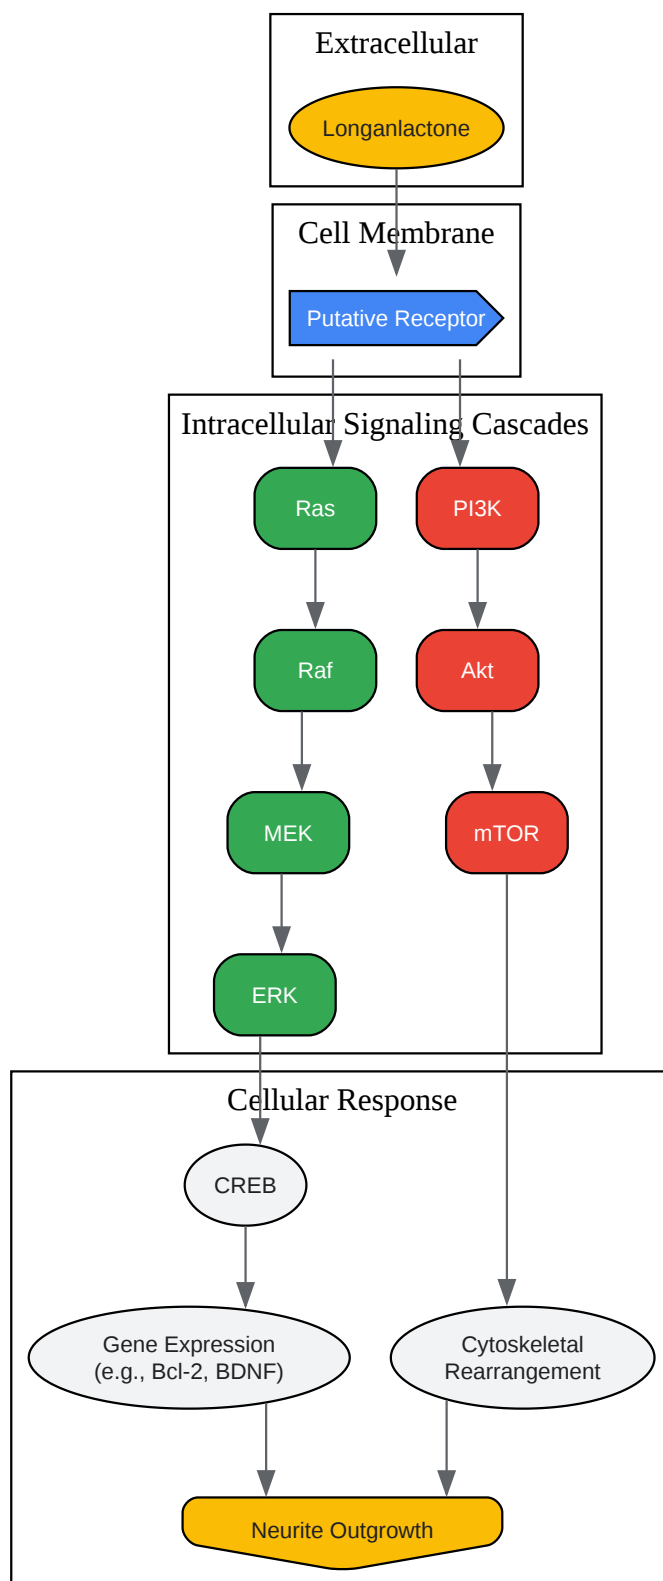 Extracellular
Longanlactone
Cell Membrane
Putative Receptor
Intracellular Signaling Cascades
Ras
PI3K
Raf
Akt
MEK
mTOR
ERK
Cellular Response
CREB
Gene Expression
(e.g., Bcl-2, BDNF)
Cytoskeletal
Rearrangement
Neurite Outgrowth